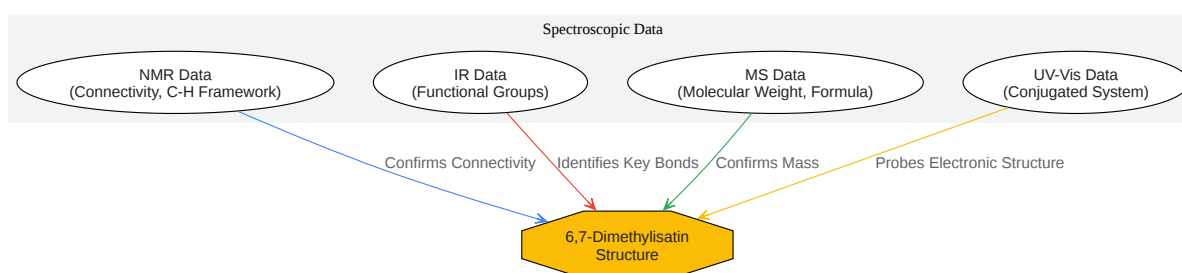 Spectroscopic Data
NMR Data
(Connectivity, C-H Framework)
IR Data
(Functional Groups)
MS Data
(Molecular Weight, Formula)
UV-Vis Data
(Conjugated System)
Confirms Connectivity
Identifies Key Bonds
Confirms Mass
Probes Electronic Structure
6,7-Dimethylisatin
Structure